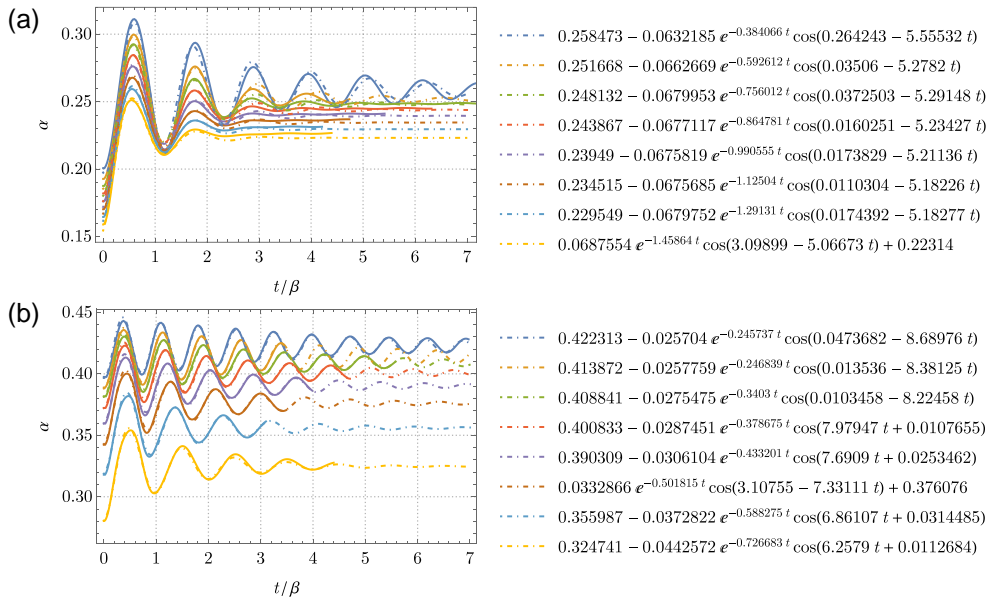 (a)
0.30
0.25
0.20
0.15
α
0 1 2 3 4 5 6 7
t/β
0.258473 − 0.0632185 ℯ^−0.384066 t cos(0.264243 − 5.55532 t)
0.251668 − 0.0662669 ℯ^−0.592612 t cos(0.03506 − 5.2782 t)
0.248132 − 0.0679953 ℯ^−0.756012 t cos(0.0372503 − 5.29148 t)
0.243867 − 0.0677117 ℯ^−0.864781 t cos(0.0160251 − 5.23427 t)
0.23949 − 0.0675819 ℯ^−0.990555 t cos(0.0173829 − 5.21136 t)
0.234515 − 0.0675685 ℯ^−1.12504 t cos(0.0110304 − 5.18226 t)
0.229549 − 0.0679752 ℯ^−1.29131 t cos(0.0174392 − 5.18277 t)
0.0687554 ℯ^−1.45864 t cos(3.09899 − 5.06673 t) + 0.22314
(b)
0.45
0.40
0.35
0.30
α
0 1 2 3 4 5 6 7
t/β
0.422313 − 0.025704 ℯ^−0.245737 t cos(0.0473682 − 8.68976 t)
0.413872 − 0.0257759 ℯ^−0.246839 t cos(0.013536 − 8.38125 t)
0.408841 − 0.0275475 ℯ^−0.3403 t cos(0.0103458 − 8.22458 t)
0.400833 − 0.0287451 ℯ^−0.378675 t cos(7.97947 t + 0.0107655)
0.390309 − 0.0306104 ℯ^−0.433201 t cos(7.6909 t + 0.0253462)
0.0332866 ℯ^−0.501815 t cos(3.10755 − 7.33111 t) + 0.376076
0.355987 − 0.0372822 ℯ^−0.588275 t cos(6.86107 t + 0.0314485)
0.324741 − 0.0442572 ℯ^−0.726683 t cos(6.2579 t + 0.0112684)